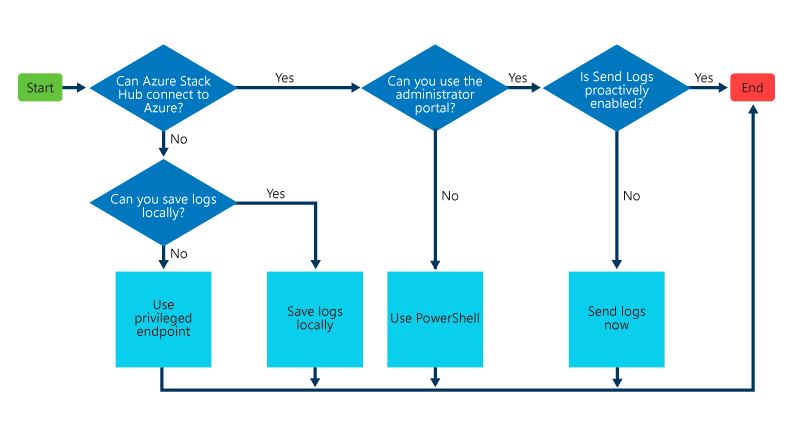 Start
Can Azure Stack
Hub connect to
Azure?
Yes
Can you use the
administrator
portal?
Yes
Is Send Logs
proactively
enabled?
Yes
End
No
Can you save logs
locally?
Yes
No
No
No
Use
privileged
endpoint
Save logs
locally
Use PowerShell
Send logs
now